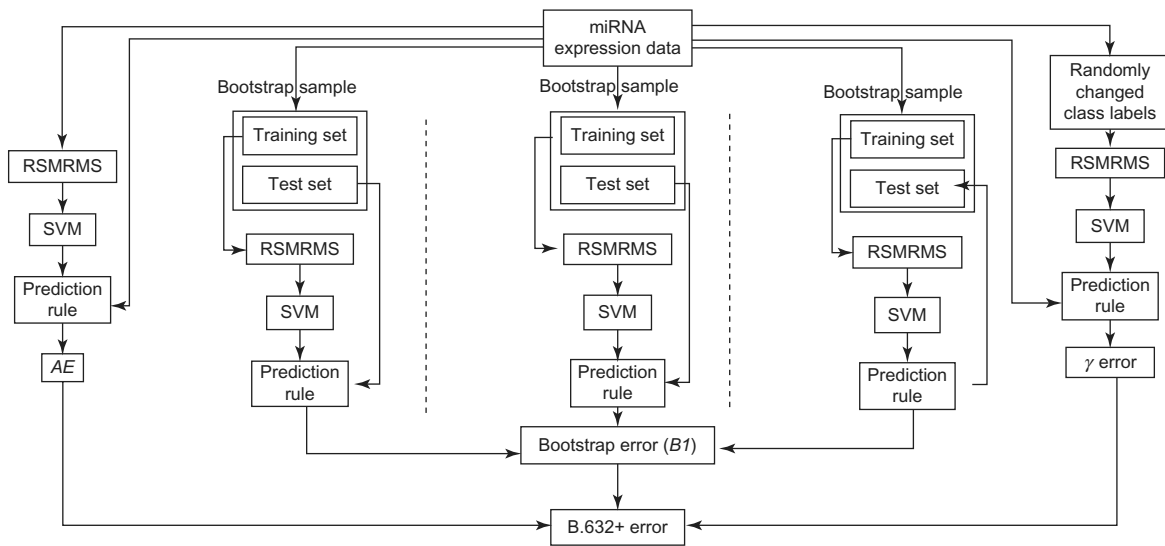 miRNA
expression data
Bootstrap sample
Bootstrap sample
Bootstrap sample
Randomly
changed
class labels
Training set
Training set
Training set
RSMRMS
RSMRMS
Test set
Test set
Test set
SVM
SVM
RSMRMS
RSMRMS
RSMRMS
Prediction
rule
Prediction
rule
SVM
SVM
SVM
AE
Prediction
rule
Prediction
rule
Prediction
rule
γ error
Bootstrap error (B1)
B.632+ error